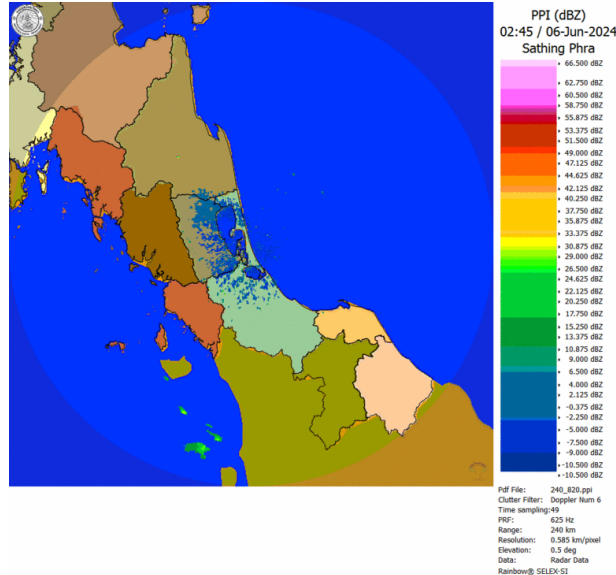 PPI (dBZ)
02:45 / 06-Jun-2024
Sathing Phra
66.500 dBZ
62.750 dBZ
60.500 dBZ
58.750 dBZ
55.875 dBZ
53.375 dBZ
51.500 dBZ
49.000 dBZ
47.125 dBZ
44.625 dBZ
42.125 dBZ
40.250 dBZ
37.750 dBZ
35.875 dBZ
33.375 dBZ
30.875 dBZ
29.000 dBZ
26.500 dBZ
24.625 dBZ
22.125 dBZ
20.250 dBZ
17.750 dBZ
15.250 dBZ
13.375 dBZ
10.875 dBZ
9.000 dBZ
6.500 dBZ
4.000 dBZ
2.125 dBZ
-0.375 dBZ
-2.250 dBZ
-5.000 dBZ
-7.500 dBZ
-9.000 dBZ
-10.500 dBZ
-10.500 dBZ
Pdf File: 240_820.ppi
Clutter Filter: Doppler Num 6
Time sampling:49
PRF: 625 Hz
Range: 240 km
Resolution: 0.585 km/pixel
Elevation: 0.5 deg
Data: Radar Data
Rainbow® SELEX-SI